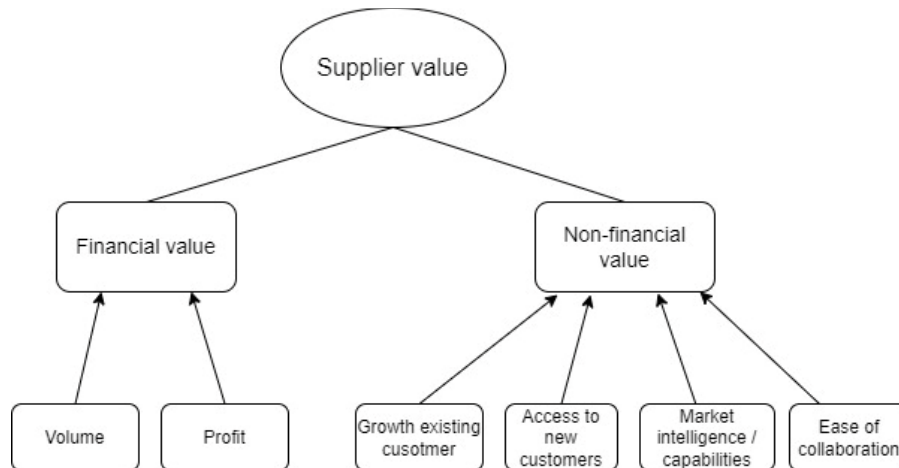 Supplier value
Financial value
Non-financial
value
Volume
Profit
Growth existing
cusotmer
Access to
new
customers
Market
intelligence /
capabilities
Ease of
collaboration